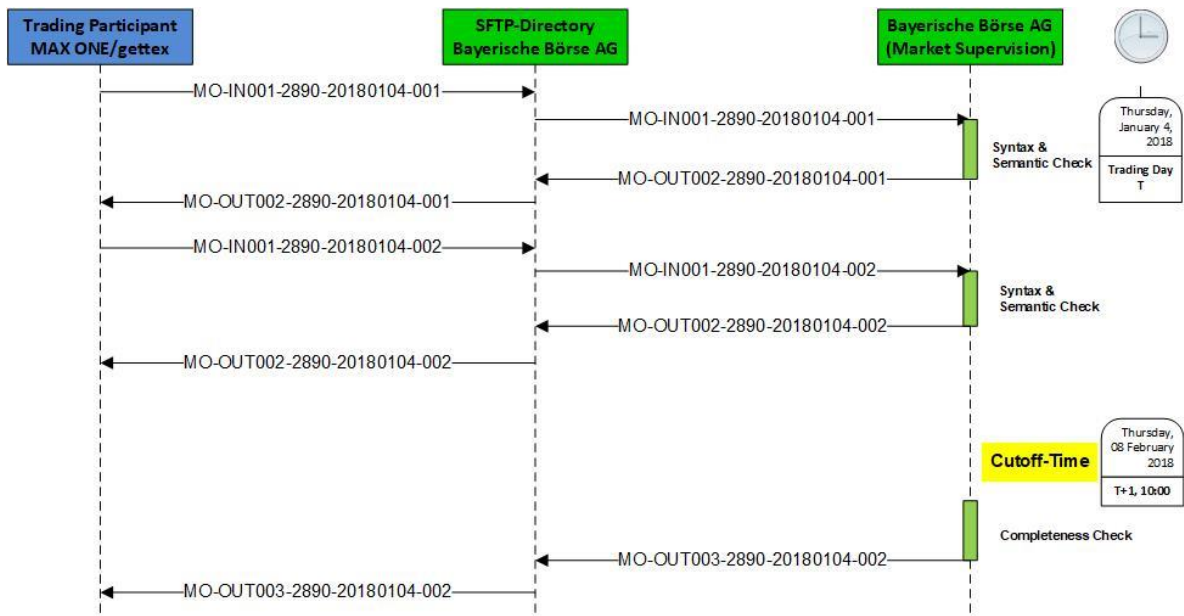 Trading Participant
MAX ONE/gettex
SFTP-Directory
Bayerische Börse AG
Bayerische Börse AG
(Market Supervision)
MO-IN001-2890-20180104-001
MO-IN001-2890-20180104-001
Thursday,
January 4,
2018
Trading Day
T
Syntax &
Semantic Check
MO-OUT002-2890-20180104-001
MO-OUT002-2890-20180104-001
MO-IN001-2890-20180104-002
MO-IN001-2890-20180104-002
Syntax &
Semantic Check
MO-OUT002-2890-20180104-002
MO-OUT002-2890-20180104-002
Cutoff-Time
Thursday,
08 February
2018
T+1, 10:00
Completeness Check
MO-OUT003-2890-20180104-002
MO-OUT003-2890-20180104-002